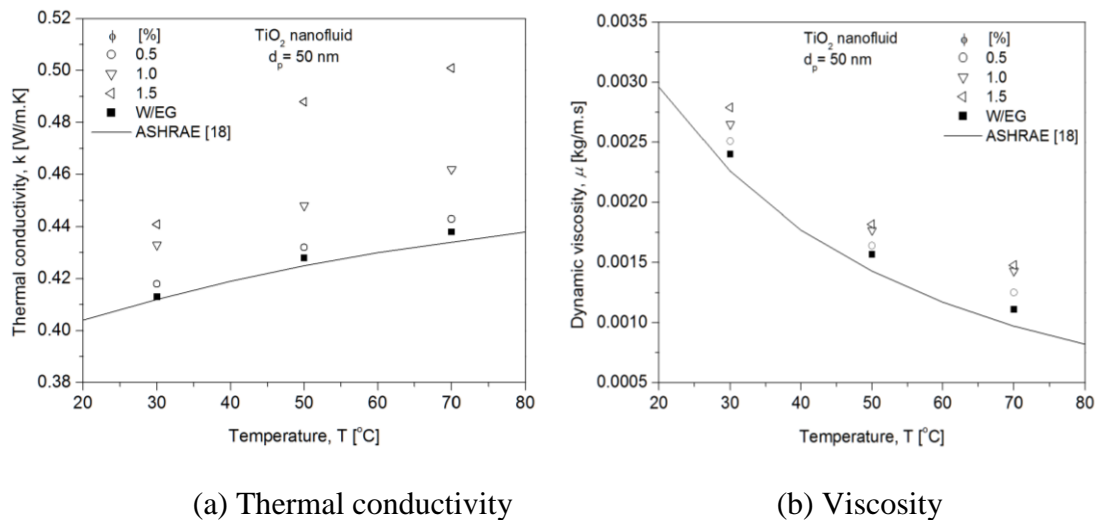 0.52
0.50
0.48
0.46
0.44
0.42
0.40
0.38
Thermal conductivity, k [W/m.K]
ϕ [%]
0.5
1.0
1.5
W/EG
ASHRAE [18]
TiO₂ nanofluid
dₚ= 50 nm
20 30 40 50 60 70 80
Temperature, T [°C]
(a) Thermal conductivity
0.0035
0.0030
0.0025
0.0020
0.0015
0.0010
0.0005
Dynamic viscosity, μ [kg/m.s]
TiO₂ nanofluid
dₚ= 50 nm
ϕ [%]
0.5
1.0
1.5
W/EG
ASHRAE [18]
20 30 40 50 60 70 80
Temperature, T [°C]
(b) Viscosity